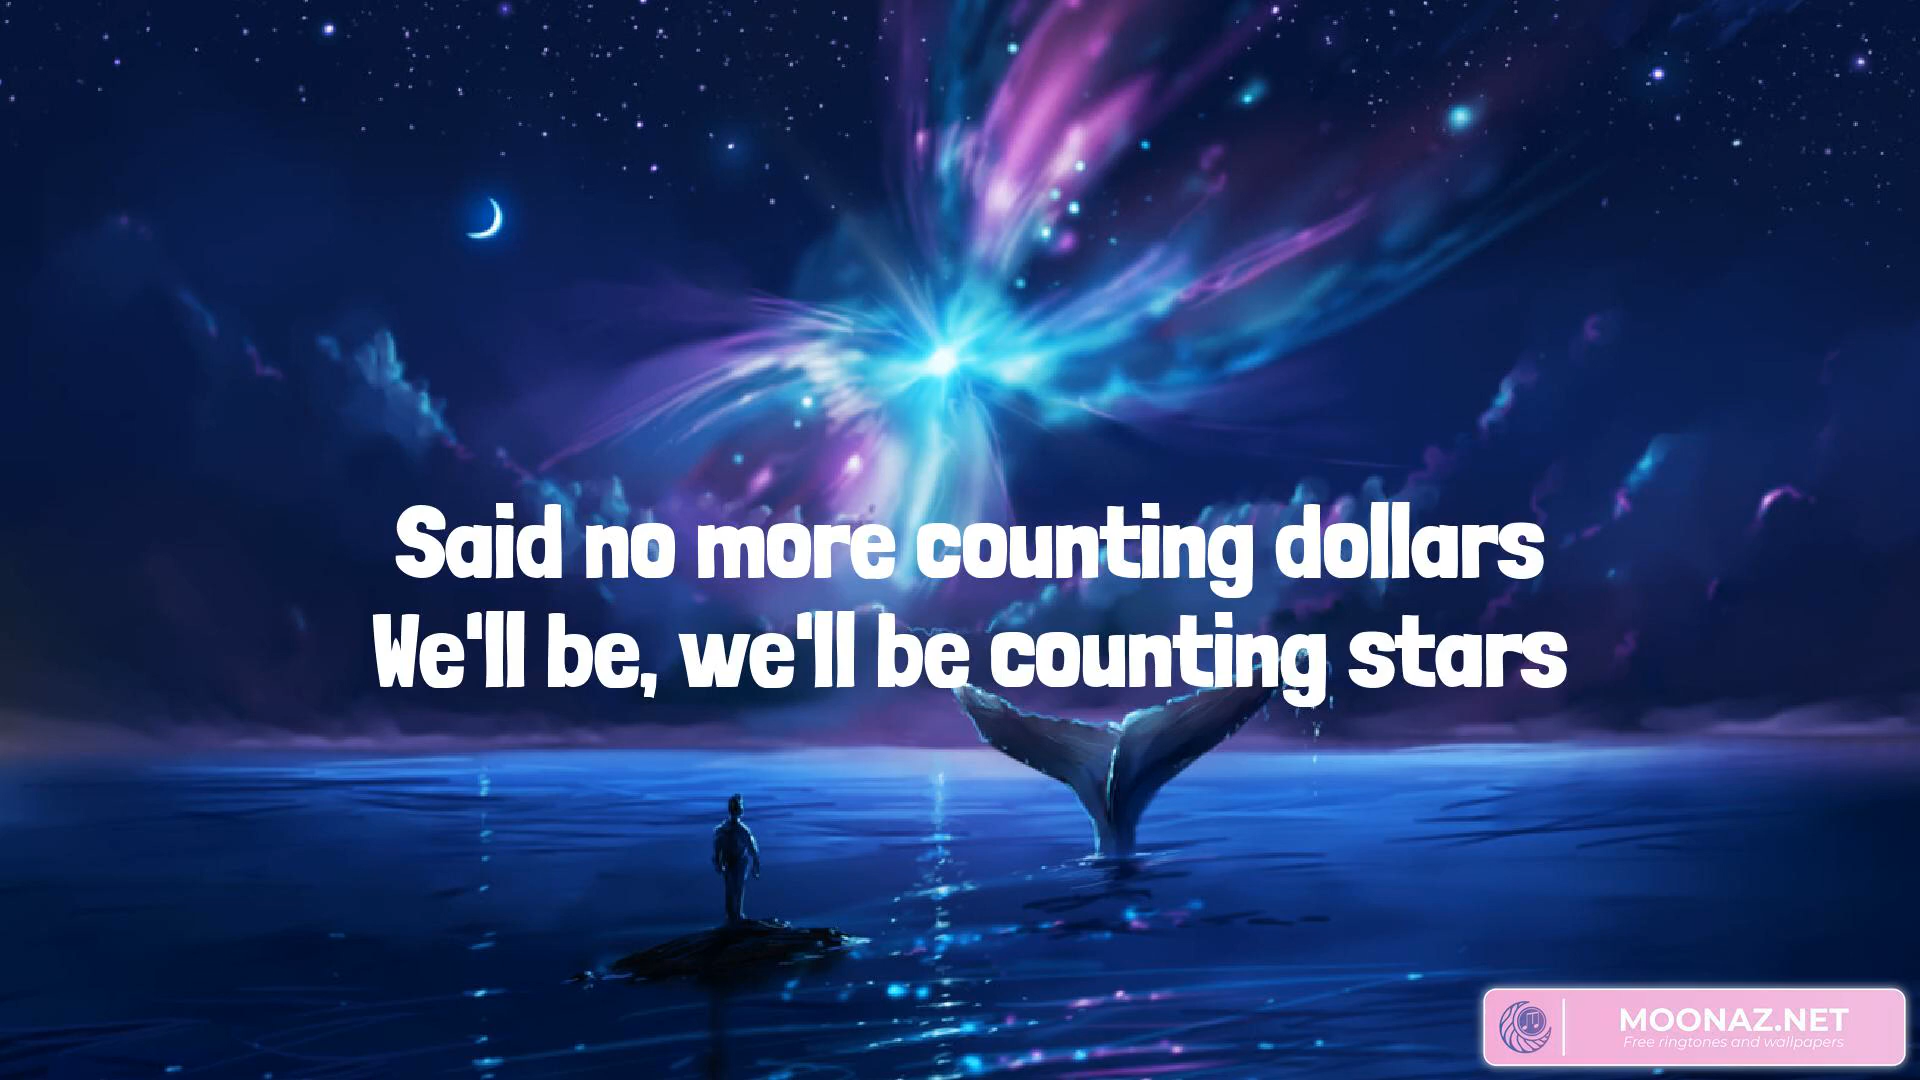 Said no more counting dollars
We'll be, we'll be counting stars
MOONAZ.NET
Free ringtones and wallpapers